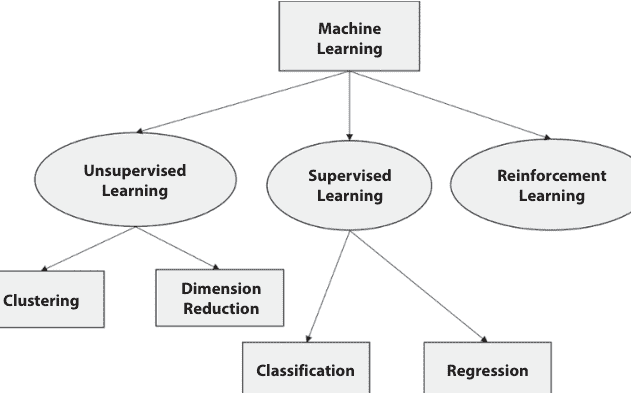 Machine
Learning
Unsupervised
Learning
Supervised
Learning
Reinforcement
Learning
Clustering
Dimension
Reduction
Classification
Regression